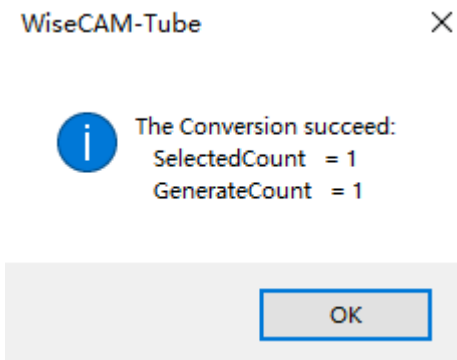 WiseCAM-Tube
The Conversion succeed:
SelectedCount = 1
GenerateCount = 1
OK